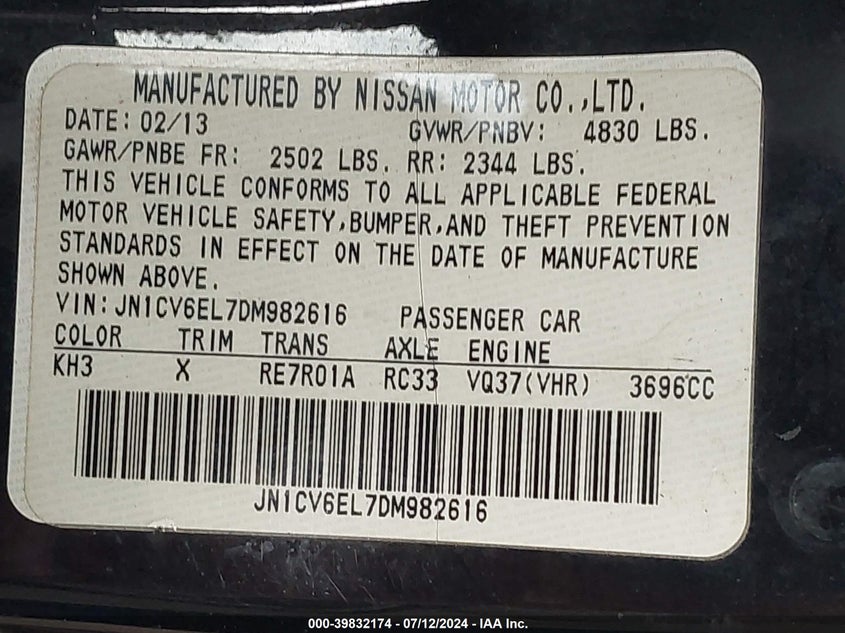 MANUFACTURED BY NISSAN MOTOR CO.,LTD.
DATE: 02/13 GVWR/PNBV: 4830 LBS.
GAWR/PNBE FR: 2502 LBS. RR: 2344 LBS.
THIS VEHICLE CONFORMS TO ALL APPLICABLE FEDERAL
MOTOR VEHICLE SAFETY,BUMPER,AND THEFT PREVENTION
STANDARDS IN EFFECT ON THE DATE OF MANUFACTURE
SHOWN ABOVE.
VIN: JN1CV6EL7DM982616 PASSENGER CAR
COLOR TRIM TRANS AXLE ENGINE
KH3 X RE7R01A RC33 VQ37(VHR) 3696CC
JN1CV6EL7DM982616
000-39832174 - 07/12/2024 - IAA Inc.